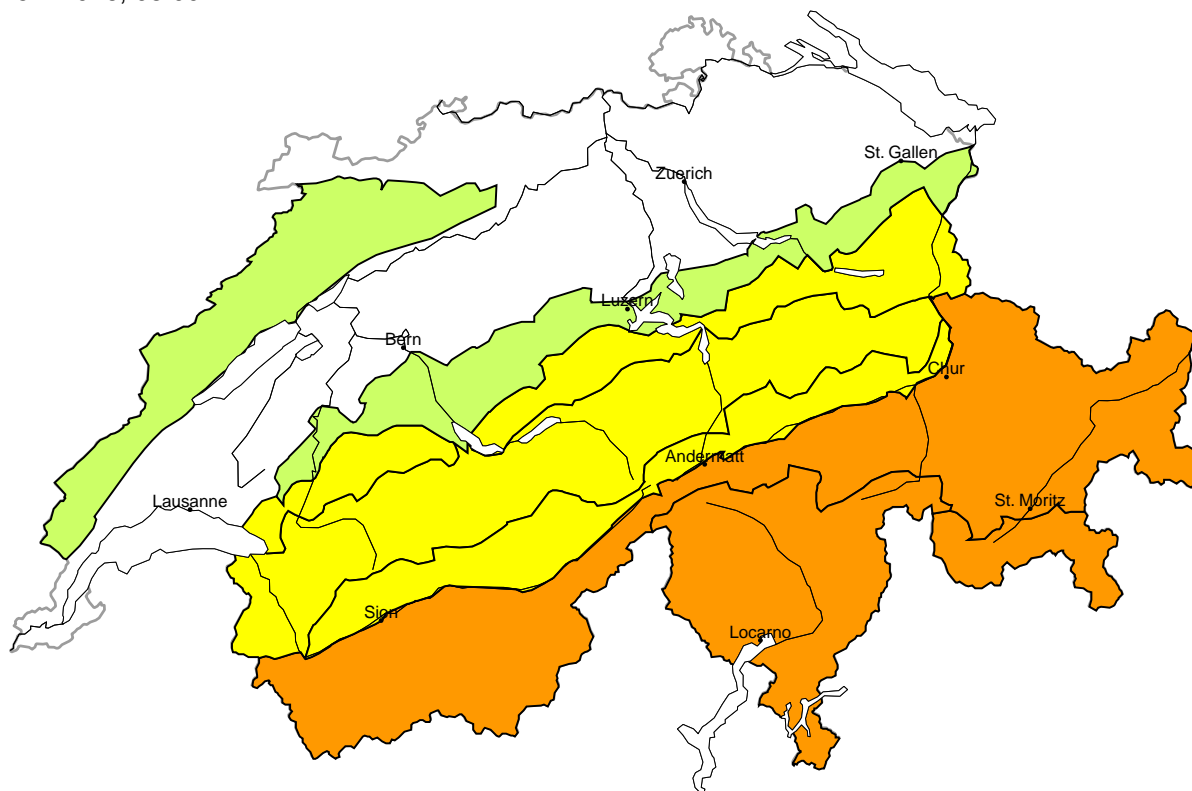 St. Gallen
Zuerich
Luzern
Bern
Chur
Andermatt
Lausanne
St. Moritz
Sion
Locarno